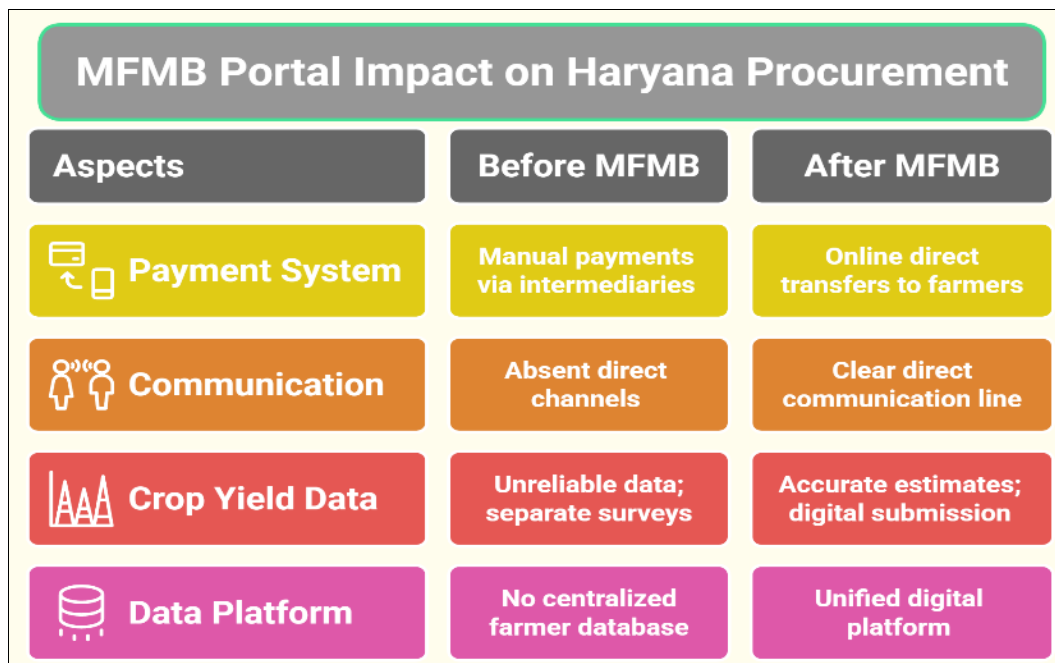 MFMB Portal Impact on Haryana Procurement
Aspects
Before MFMB
After MFMB
Payment System
Manual payments
via intermediaries
Online direct
transfers to farmers
Communication
Absent direct
channels
Clear direct
communication line
Crop Yield Data
Unreliable data;
separate surveys
Accurate estimates;
digital submission
Data Platform
No centralized
farmer database
Unified digital
platform